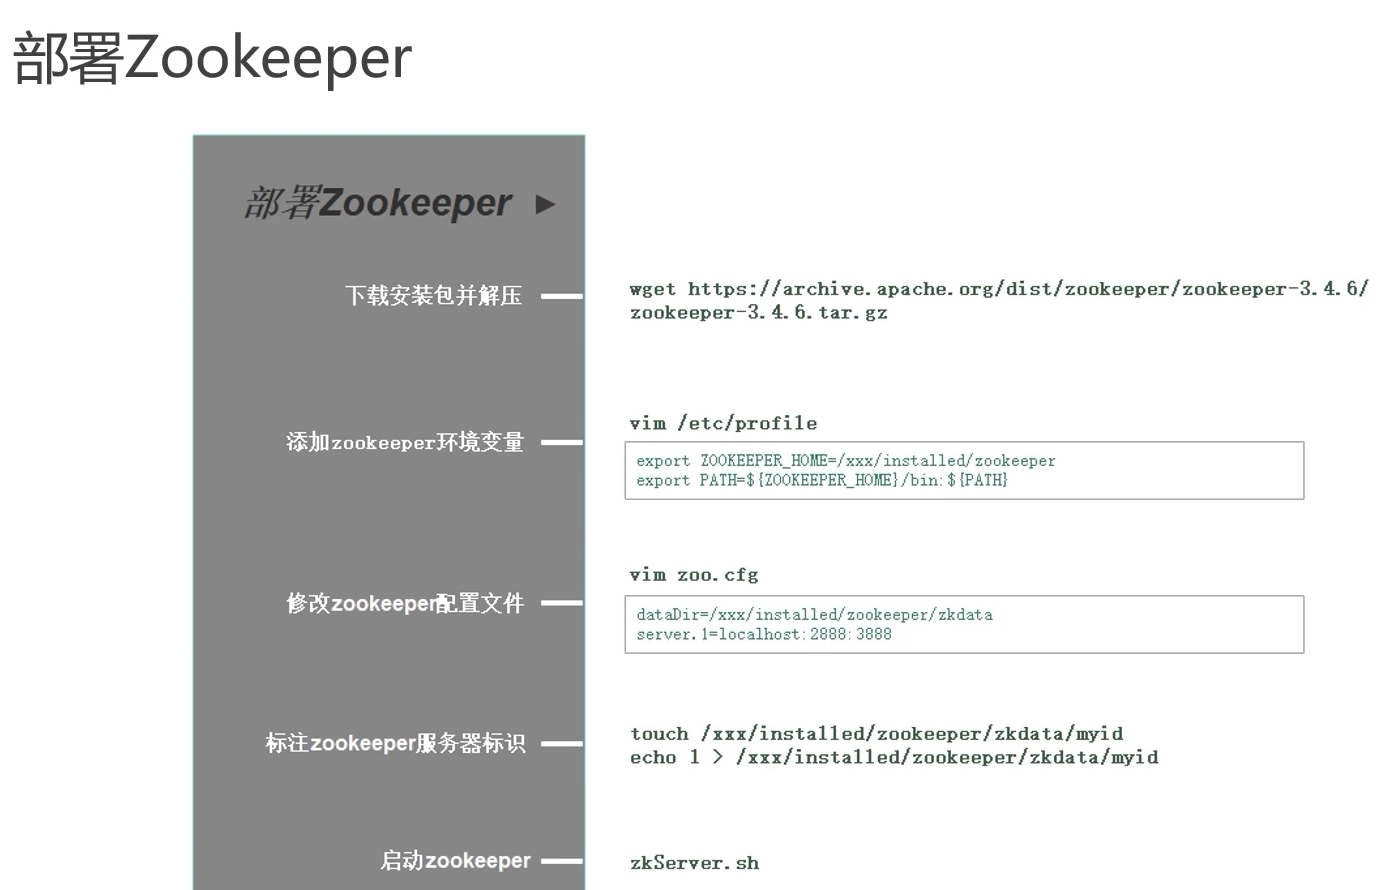 部署Zookeeper
部署Zookeeper ▶
下载安装包并解压
wget https://archive.apache.org/dist/zookeeper/zookeeper-3.4.6/
zookeeper-3.4.6.tar.gz
添加zookeeper环境变量
vim /etc/profile
export ZOOKEEPER_HOME=/xxx/installed/zookeeper
export PATH=${ZOOKEEPER_HOME}/bin:${PATH}
修改zookeeper配置文件
vim zoo.cfg
dataDir=/xxx/installed/zookeeper/zkdata
server.1=localhost:2888:3888
标注zookeeper服务器标识
touch /xxx/installed/zookeeper/zkdata/myid
echo 1 > /xxx/installed/zookeeper/zkdata/myid
启动zookeeper
zkServer.sh